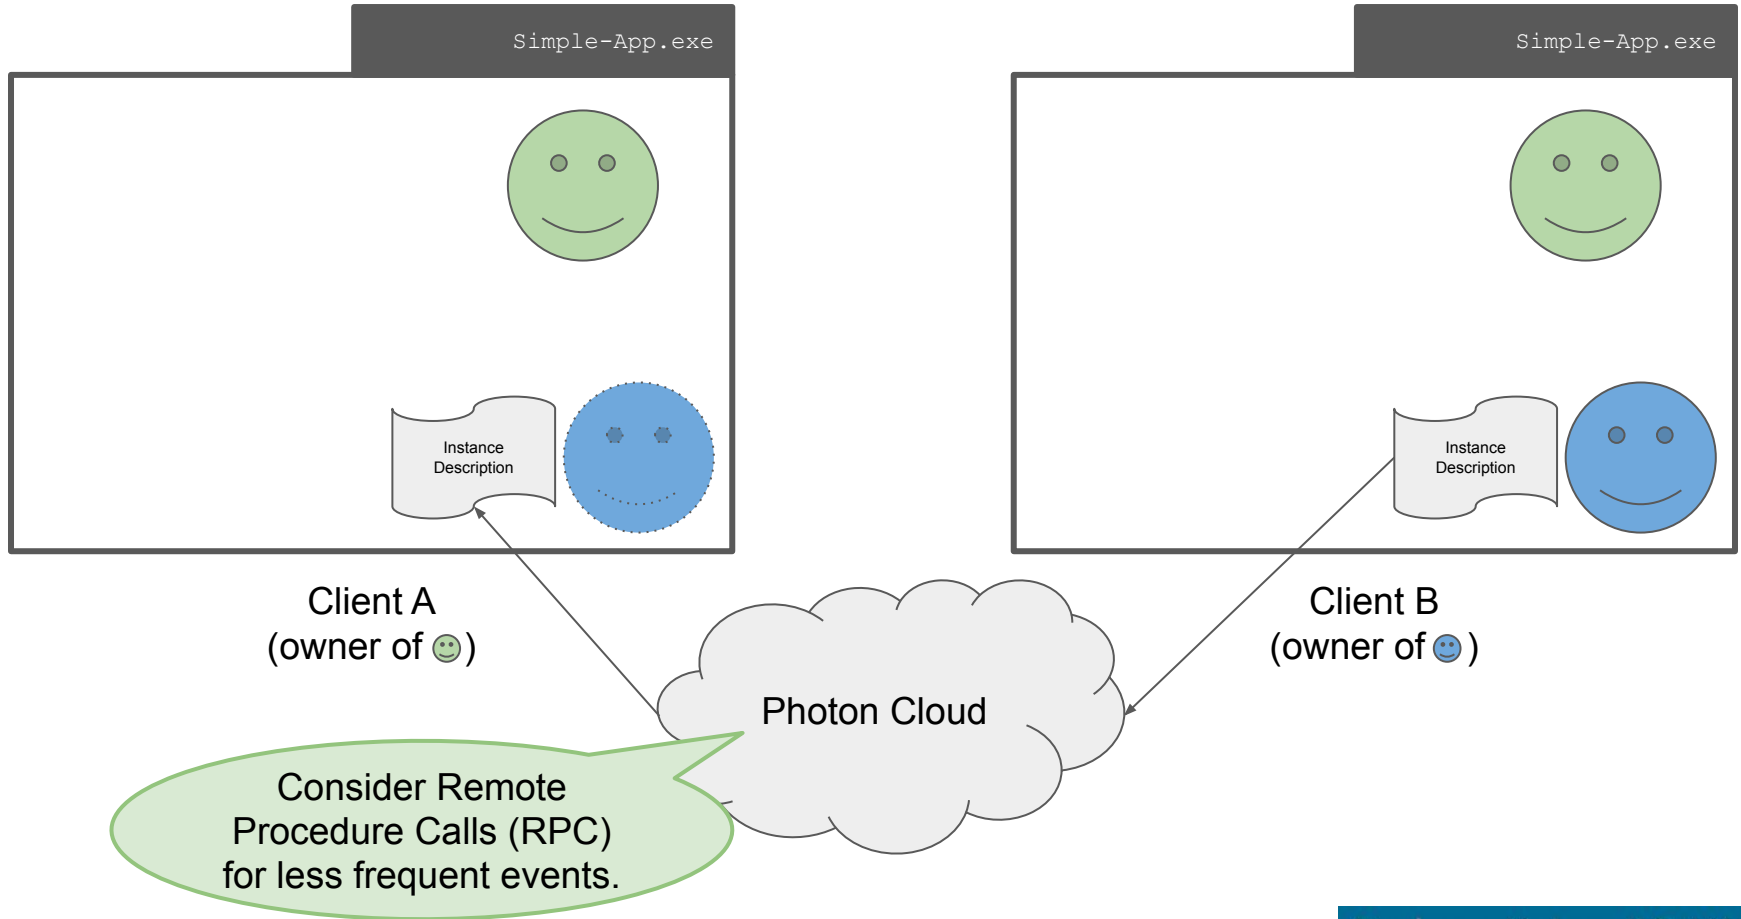 Simple-App.exe
Simple-App.exe
Instance
Description
Instance
Description
Client A
(owner of )
Client B
(owner of )
Photon Cloud
Consider Remote
Procedure Calls (RPC)
for less frequent events.